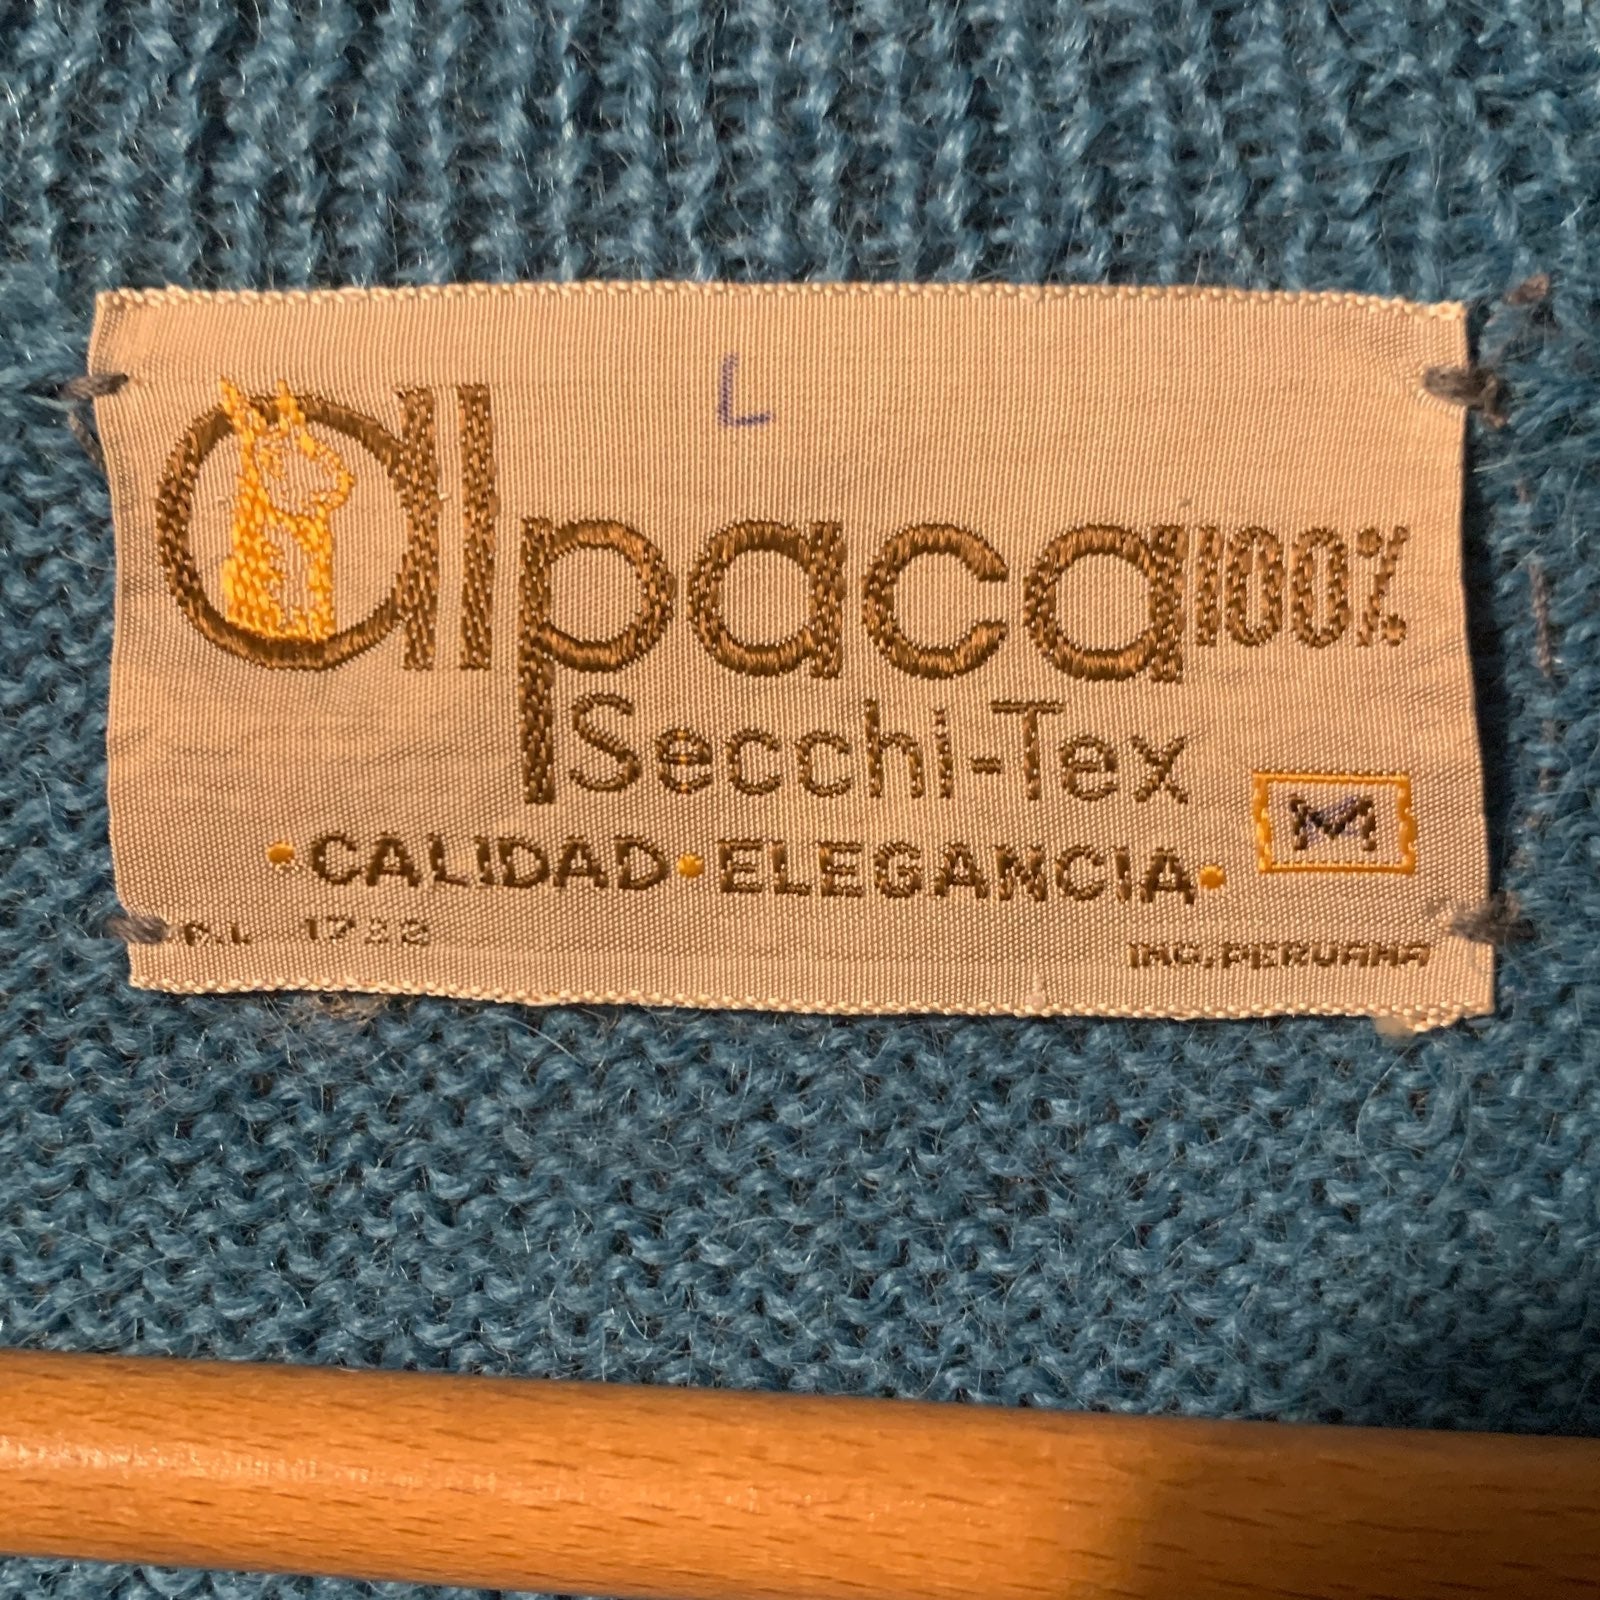 L
alpaca 100%
Secchi-Tex
• CALIDAD • ELEGANCIA •
M
R.L 1722
IND. PERUANA